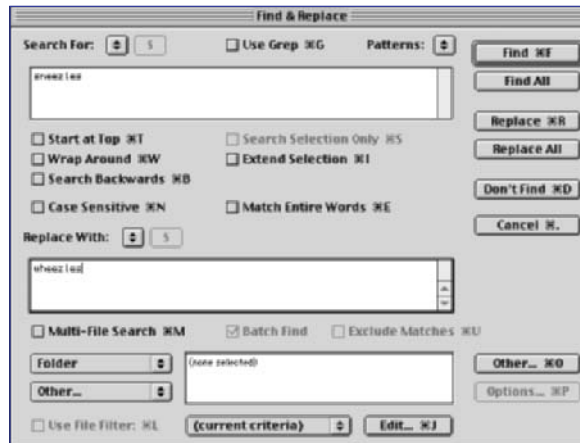 Find & Replace
Search For: S Use Grep ⌘G Patterns: Find ⌘F
sneezles
Find All
Replace ⌘R
Start at Top ⌘T Search Selection Only ⌘S
Replace All
Wrap Around ⌘W Extend Selection ⌘I
Search Backwards ⌘B
Don't Find ⌘D
Case Sensitive ⌘N Match Entire Words ⌘E
Cancel ⌘.
Replace With: S
wheezles
Multi-File Search ⌘M Batch Find Exclude Matches ⌘U
Folder (none selected) Other... ⌘O
Other... Options... ⌘P
Use File Filter: ⌘L (current criteria) Edit... ⌘J